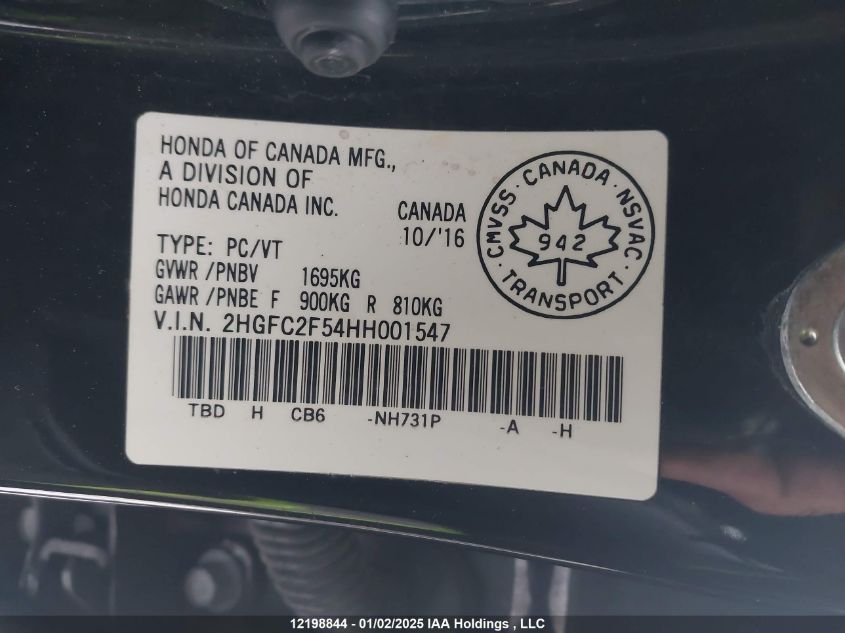 HONDA OF CANADA MFG.,
A DIVISION OF
HONDA CANADA INC.
CANADA
10/'16
TYPE: PC/VT
GVWR /PNBV 1695KG
GAWR /PNBE F 900KG R 810KG
V.I.N. 2HGFC2F54HH001547
CMVSS · CANADA · NSVAC · TRANSPORT ·
942
TBD H CB6 -NH731P -A -H
12198844 - 01/02/2025 IAA Holdings , LLC